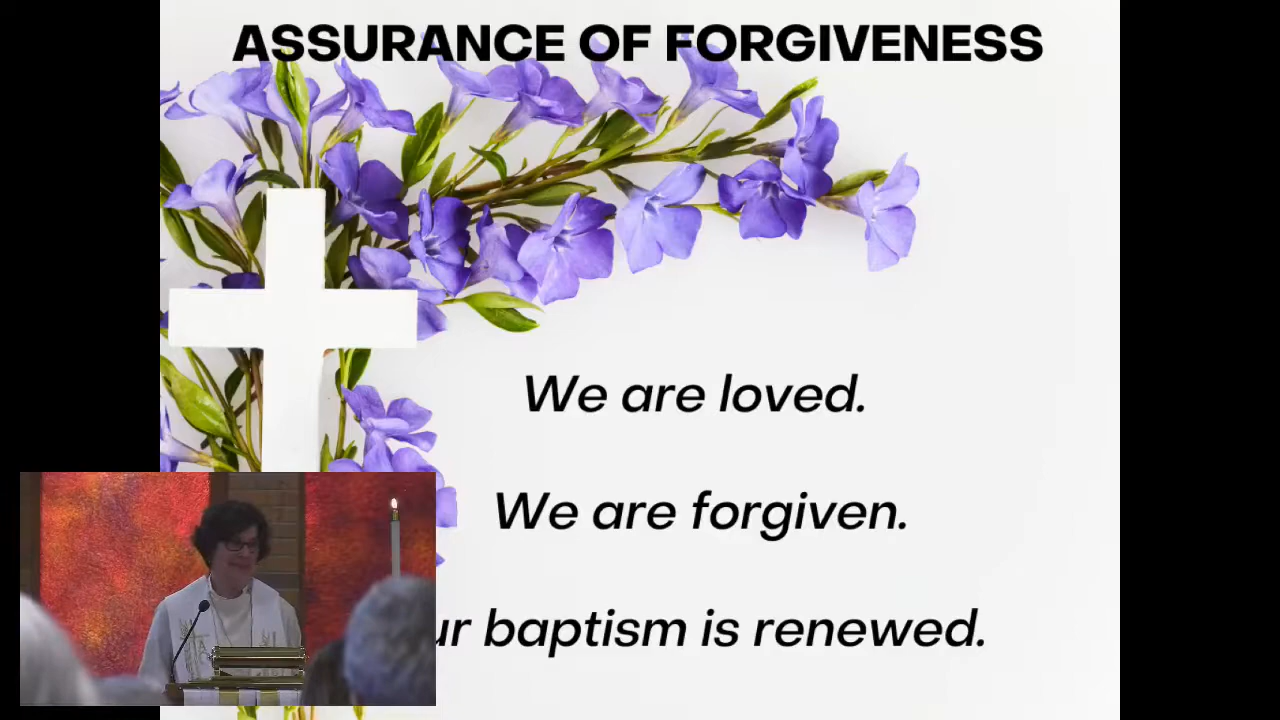 ASSURANCE OF FORGIVENESS
We are loved.
We are forgiven.
baptism is renewed.